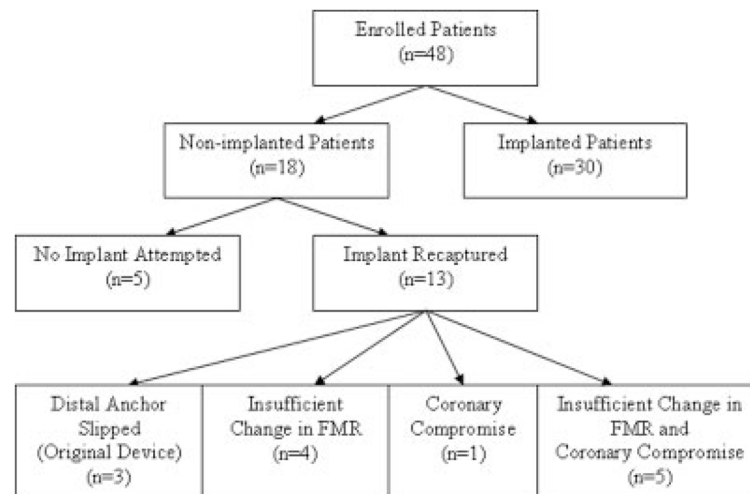 Enrolled Patients
(n=48)
Non-implanted Patients
(n=18)
Implanted Patients
(n=30)
No Implant Attempted
(n=5)
Implant Recaptured
(n=13)
Distal Anchor
Slipped
(Original Device)
(n=3)
Insufficient
Change in FMR
(n=4)
Coronary
Compromise
(n=1)
Insufficient Change in
FMR and
Coronary Compromise
(n=5)